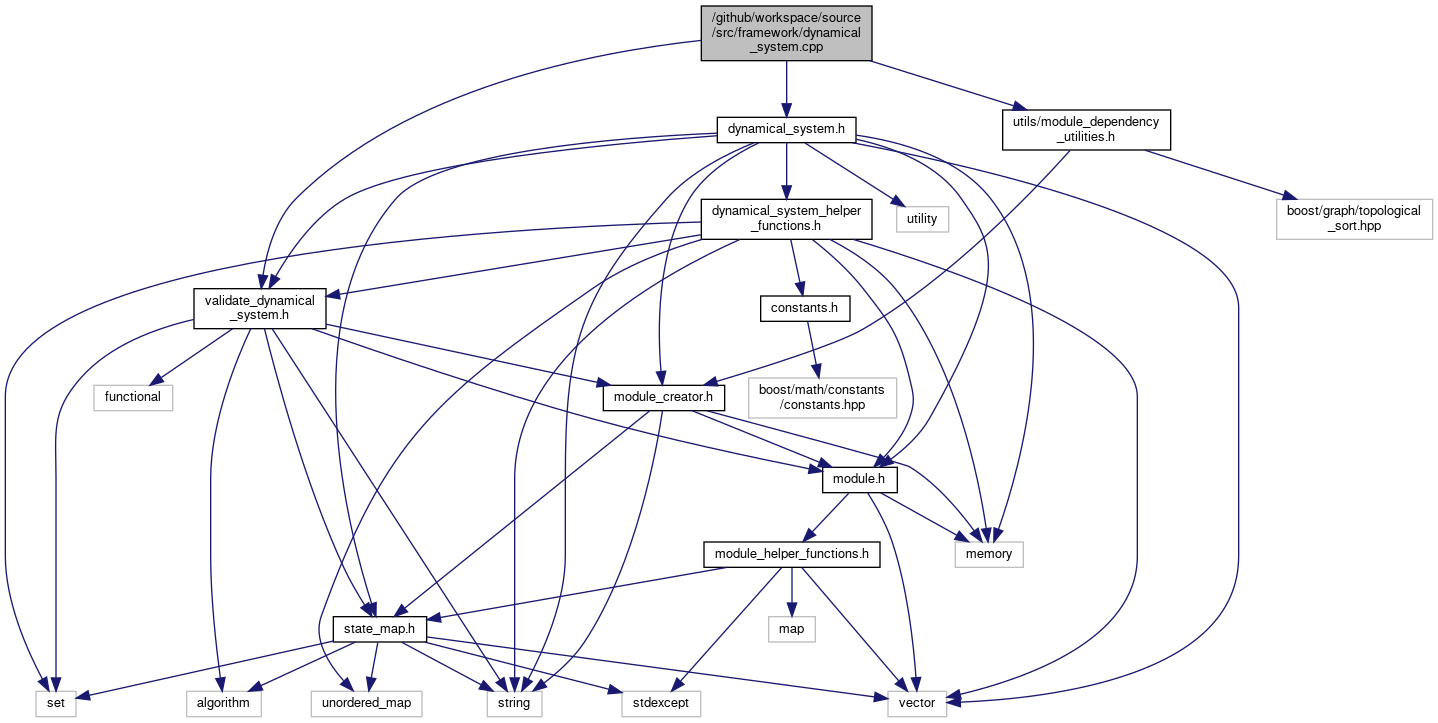 /github/workspace/source
/src/framework/dynamical
_system.cpp
dynamical_system.h
utils/module_dependency
_utilities.h
dynamical_system_helper
_functions.h
utility
boost/graph/topological
_sort.hpp
validate_dynamical
_system.h
constants.h
functional
module_creator.h
boost/math/constants
/constants.hpp
module.h
module_helper_functions.h
memory
state_map.h
map
set
algorithm
unordered_map
string
stdexcept
vector